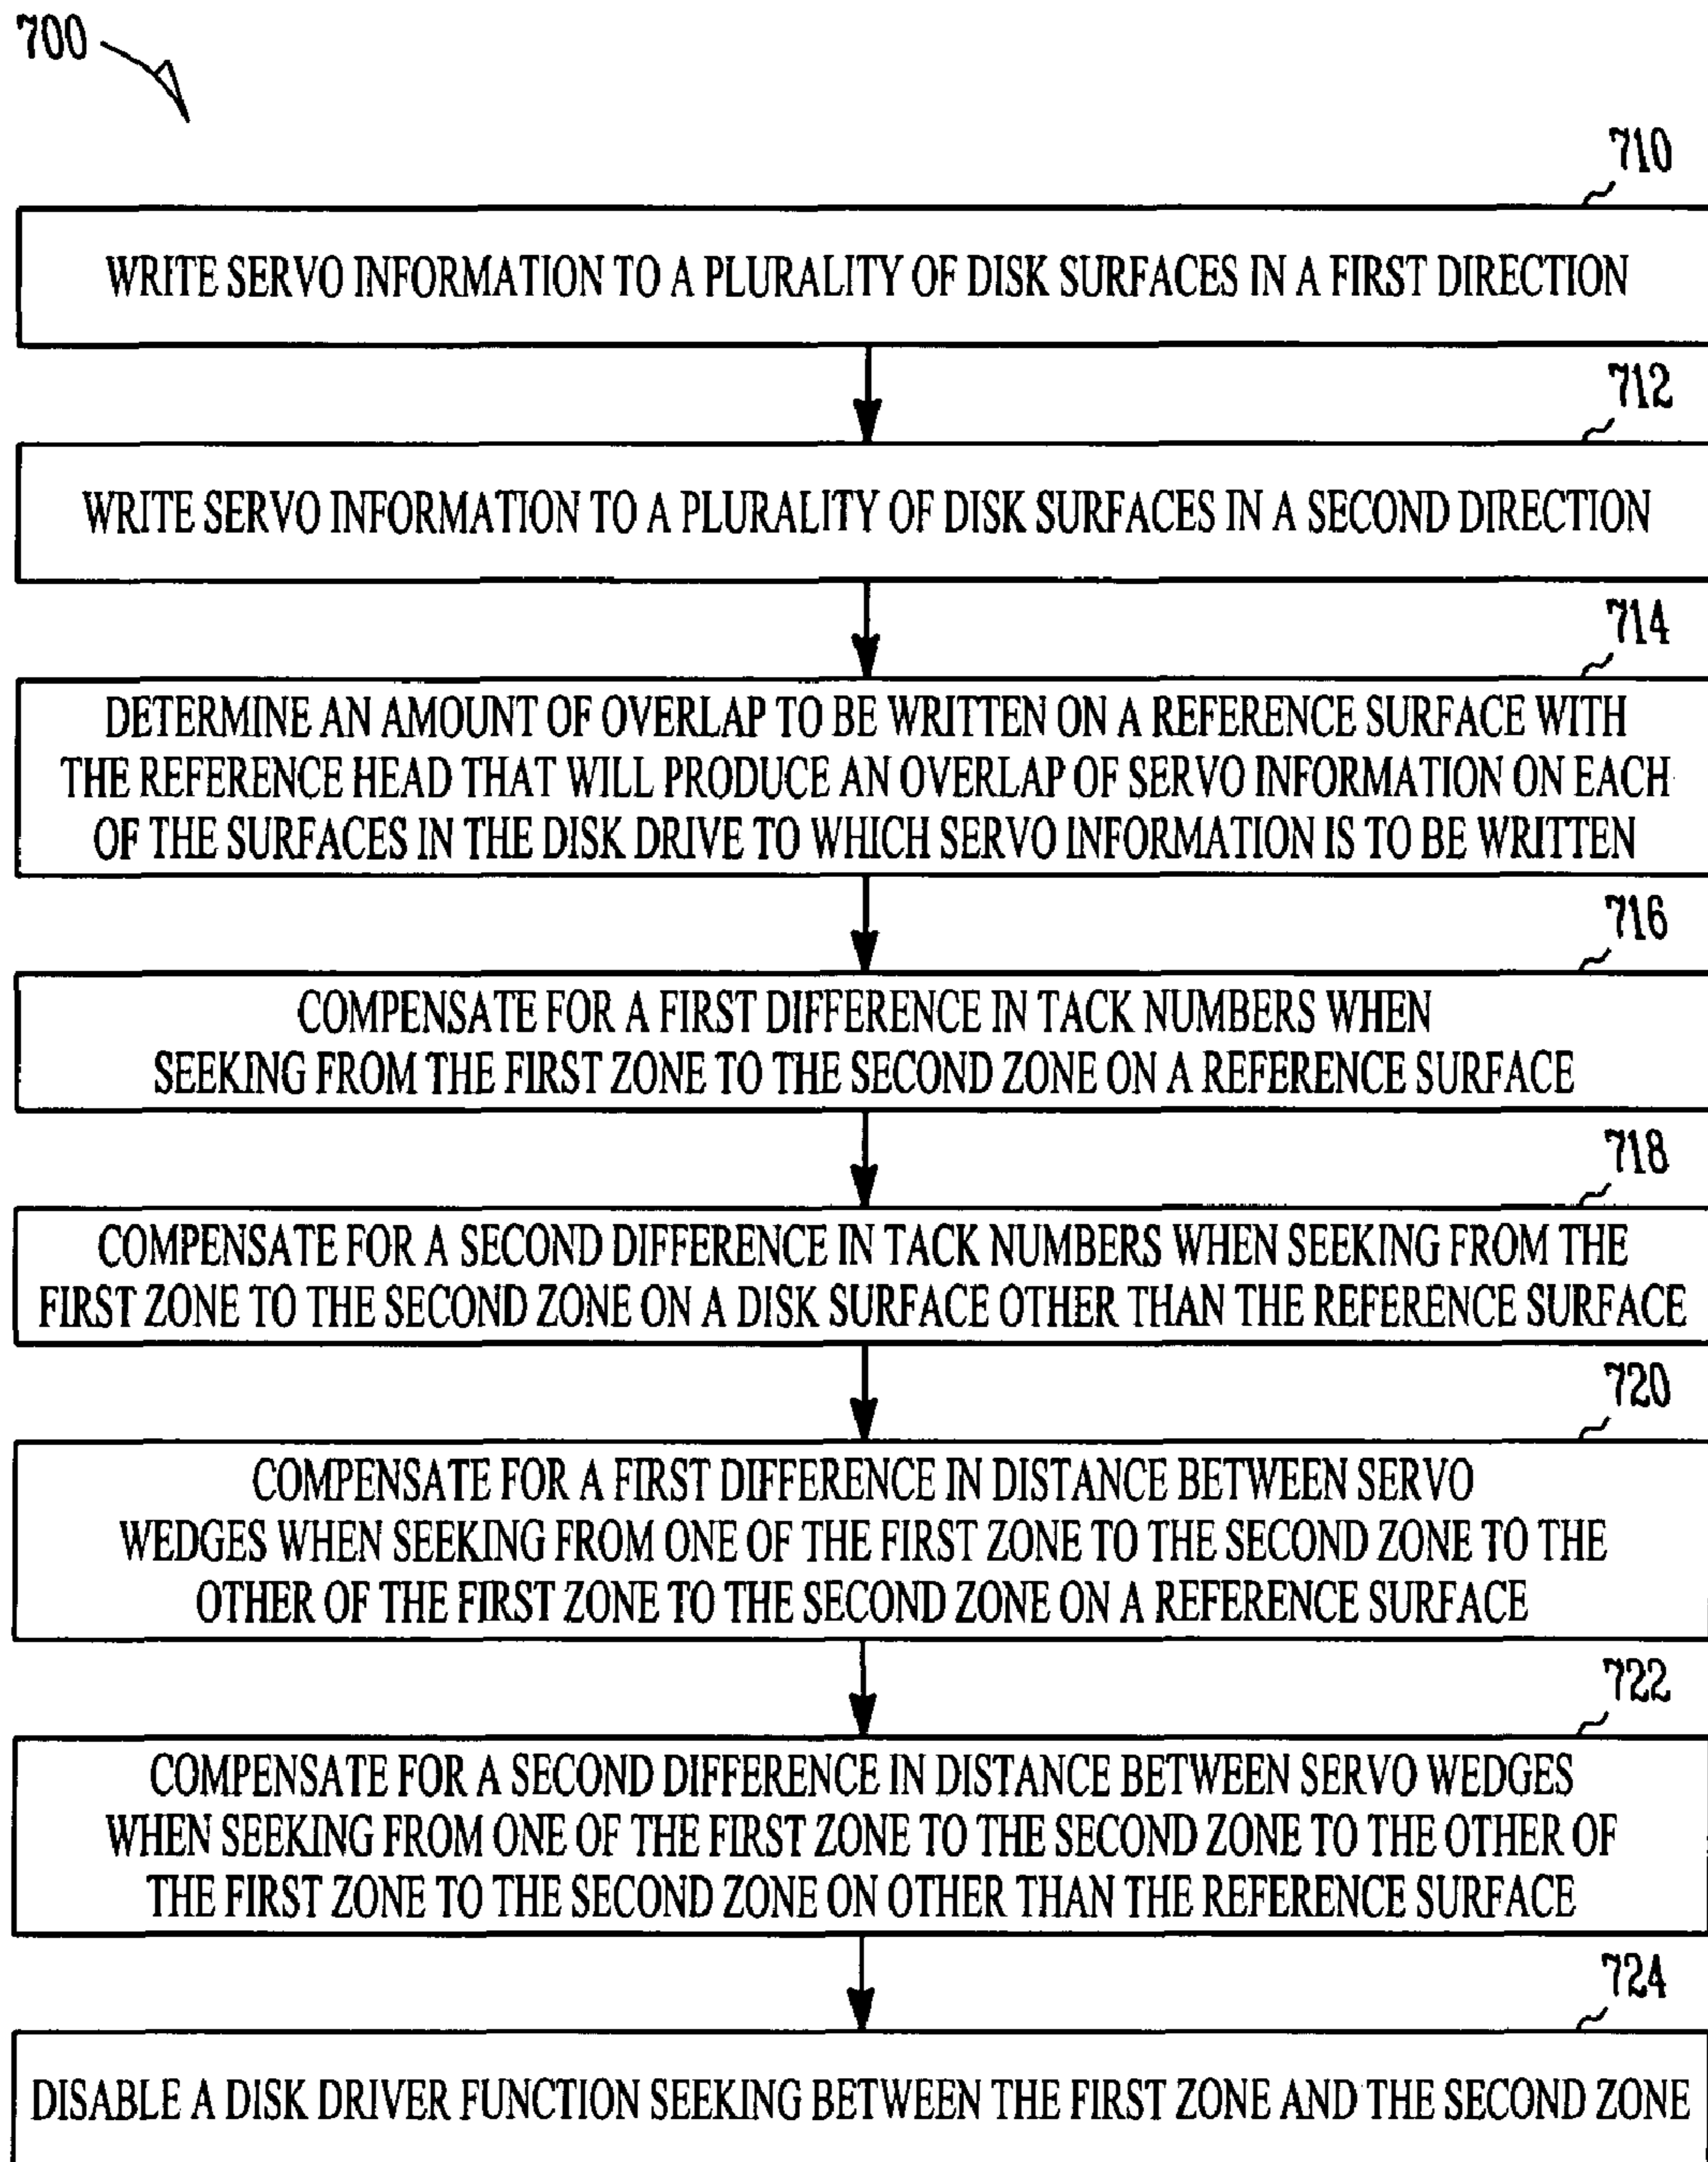 700
710
WRITE SERVO INFORMATION TO A PLURALITY OF DISK SURFACES IN A FIRST DIRECTION
712
WRITE SERVO INFORMATION TO A PLURALITY OF DISK SURFACES IN A SECOND DIRECTION
714
DETERMINE AN AMOUNT OF OVERLAP TO BE WRITTEN ON A REFERENCE SURFACE WITH
THE REFERENCE HEAD THAT WILL PRODUCE AN OVERLAP OF SERVO INFORMATION ON EACH
OF THE SURFACES IN THE DISK DRIVE TO WHICH SERVO INFORMATION IS TO BE WRITTEN
716
COMPENSATE FOR A FIRST DIFFERENCE IN TACK NUMBERS WHEN
SEEKING FROM THE FIRST ZONE TO THE SECOND ZONE ON A REFERENCE SURFACE
718
COMPENSATE FOR A SECOND DIFFERENCE IN TACK NUMBERS WHEN SEEKING FROM THE
FIRST ZONE TO THE SECOND ZONE ON A DISK SURFACE OTHER THAN THE REFERENCE SURFACE
720
COMPENSATE FOR A FIRST DIFFERENCE IN DISTANCE BETWEEN SERVO
WEDGES WHEN SEEKING FROM ONE OF THE FIRST ZONE TO THE SECOND ZONE TO THE
OTHER OF THE FIRST ZONE TO THE SECOND ZONE ON A REFERENCE SURFACE
722
COMPENSATE FOR A SECOND DIFFERENCE IN DISTANCE BETWEEN SERVO WEDGES
WHEN SEEKING FROM ONE OF THE FIRST ZONE TO THE SECOND ZONE TO THE OTHER OF
THE FIRST ZONE TO THE SECOND ZONE ON OTHER THAN THE REFERENCE SURFACE
724
DISABLE A DISK DRIVER FUNCTION SEEKING BETWEEN THE FIRST ZONE AND THE SECOND ZONE